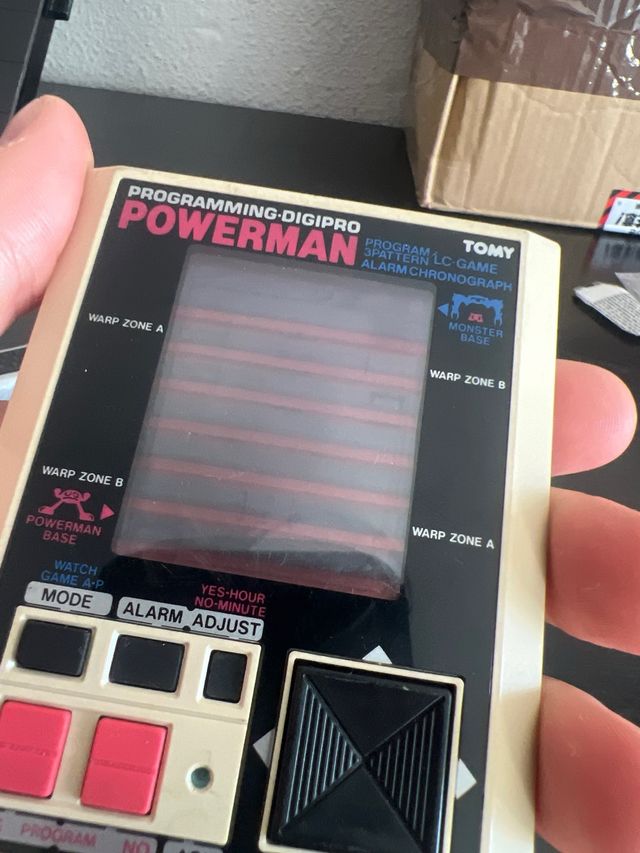 PROGRAMMING·DIGIPRO
POWERMAN
PROGRAM/
3PATTERN LC-GAME
ALARM CHRONOGRAPH
TOMY
WARP ZONE A
MONSTER
BASE
WARP ZONE B
WARP ZONE B
POWERMAN
BASE
WARP ZONE A
WATCH
GAME A-P
MODE
ALARM
YES-HOUR
NO-MINUTE
ADJUST
PROGRAM
NO